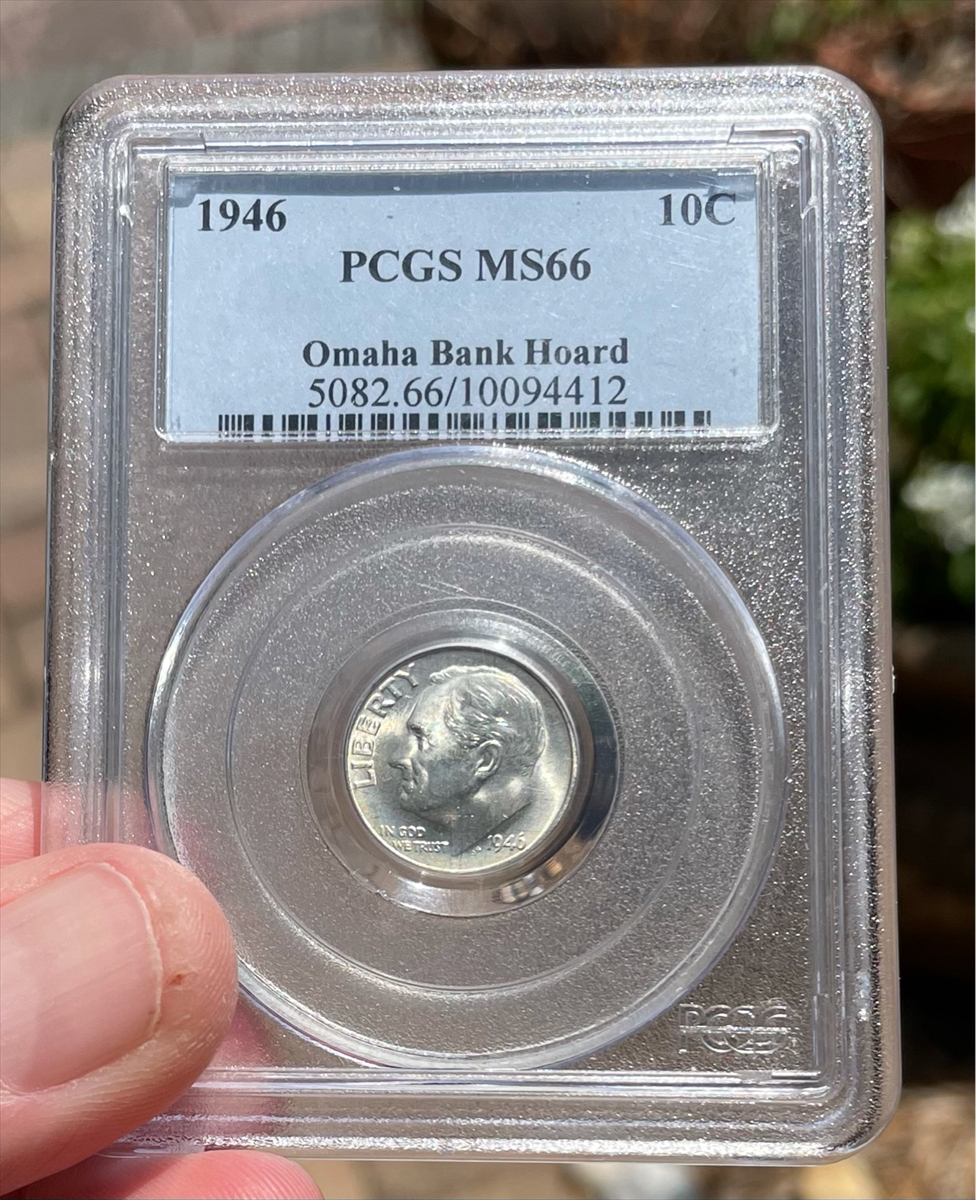 1946 10C
PCGS MS66
Omaha Bank Hoard
5082.66/10094412
LIBERTY
IN GOD
WE TRUST
1946
PCGS